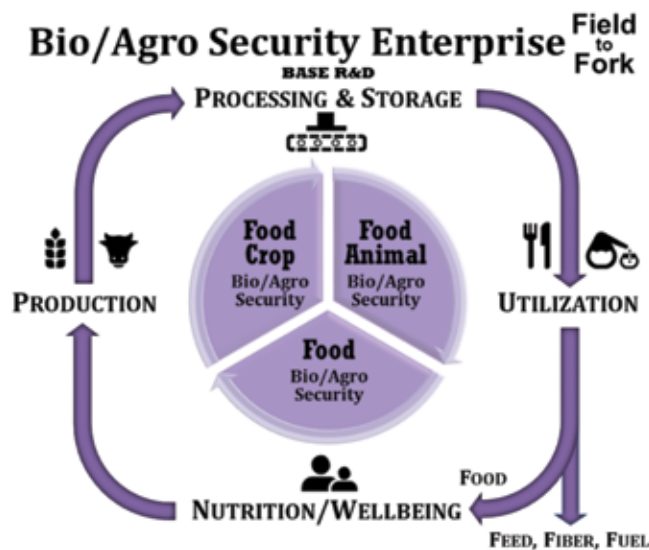 Bio/Agro Security Enterprise
Field
to
Fork
BASE R&D
PROCESSING & STORAGE
Food
Crop
Bio/Agro
Security
Food
Animal
Bio/Agro
Security
PRODUCTION
UTILIZATION
Food
Bio/Agro
Security
FOOD
NUTRITION/WELLBEING
FEED, FIBER, FUEL